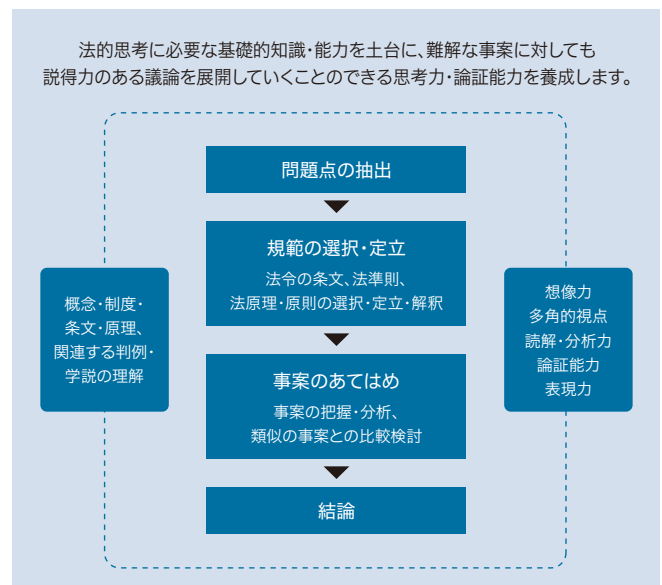 法的思考に必要な基礎的知識・能力を土台に、難解な事案に対しても
説得力のある議論を展開していくことのできる思考力・論証能力を養成します。
問題点の抽出
規範の選択・定立
法令の条文、法準則、
法原理・原則の選択・定立・解釈
概念・制度・
条文・原理、
関連する判例・
学説の理解
想像力
多角的視点
読解・分析力
論証能力
表現力
事案のあてはめ
事案の把握・分析、
類似の事案との比較検討
結論